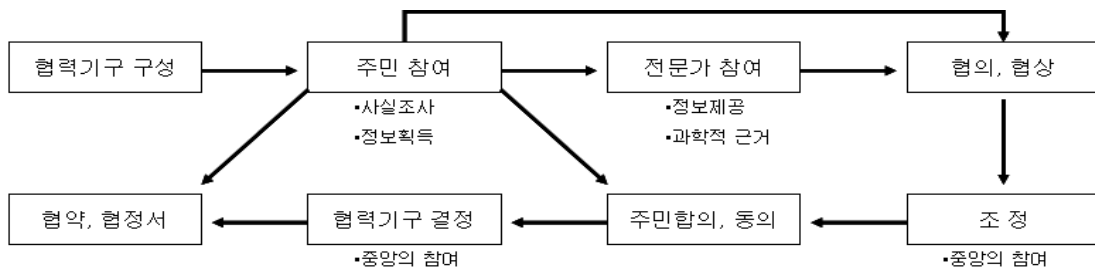 협력기구 구성
주민 참여
전문가 참여
협의, 협상
▪사실조사
▪정보획득
▪정보제공
▪과학적 근거
협약, 협정서
협력기구 결정
주민합의, 동의
조 정
▪중앙의 참여
▪중앙의 참여